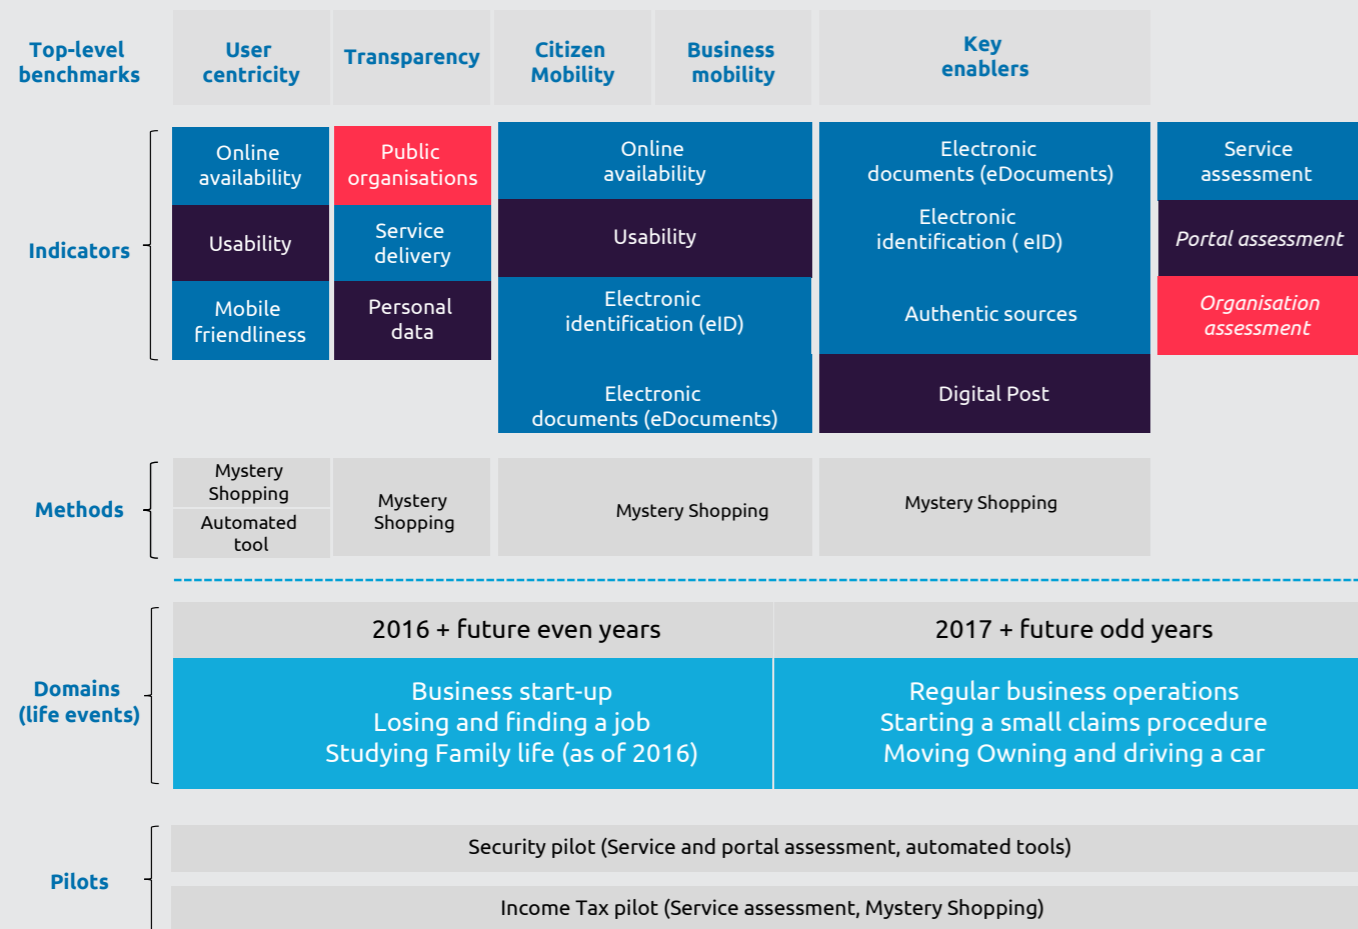 Top-level
benchmarks
User
centricity
Transparency
Citizen
Mobility
Business
mobility
Key
enablers
Indicators
Online
availability
Usability
Mobile
friendliness
Public
organisations
Service
delivery
Personal
data
Online
availability
Usability
Electronic
identification (eID)
Electronic
documents (eDocuments)
Electronic
documents (eDocuments)
Electronic
identification ( eID)
Authentic sources
Digital Post
Service
assessment
Portal assessment
Organisation
assessment
Methods
Mystery
Shopping
Automated
tool
Mystery
Shopping
Mystery Shopping
Mystery Shopping
Domains
(life events)
2016 + future even years
Business start-up
Losing and finding a job
Studying Family life (as of 2016)
2017 + future odd years
Regular business operations
Starting a small claims procedure
Moving Owning and driving a car
Pilots
Security pilot (Service and portal assessment, automated tools)
Income Tax pilot (Service assessment, Mystery Shopping)